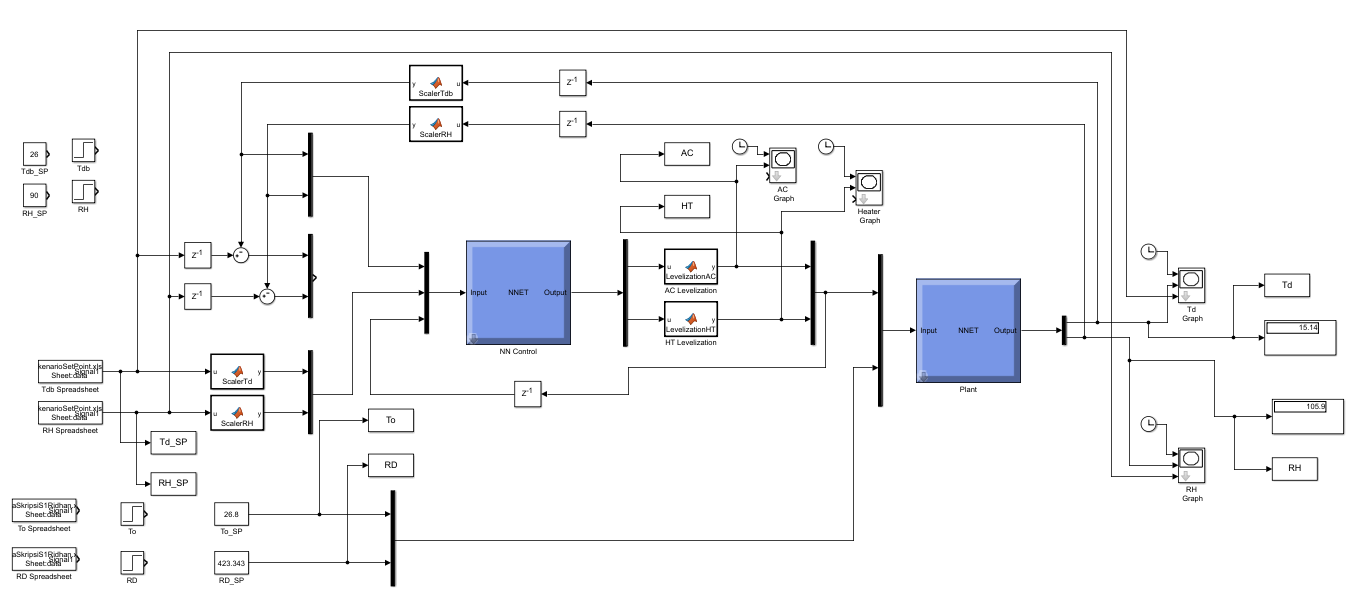 y
u
ScalerTdb
Z-1
y
u
ScalerRH
Z-1
26
Tdb_SP
Tdb
90
RH_SP
RH
AC
AC
Graph
HT
Heater
Graph
Z-1
Z-1
Input
NNET
Output
NN Control
u
y
LevelizationAC
AC Levelization
u
y
LevelizationHT
HT Levelization
Input
NNET
Output
Plant
Td
Graph
Td
15.14
kenarioSetPoint.xls
Sheet:data
Signal1
Tdb Spreadsheet
u
y
ScalerTd
kenarioSetPoint.xls
Sheet:data
Signal1
RH Spreadsheet
u
y
ScalerRH
Z-1
To
105.9
Td_SP
RD
RH
Graph
RH
RH_SP
aSkripsiS1Ridhan.x
Sheet:data
Signal1
To Spreadsheet
To
26.8
To_SP
aSkripsiS1Ridhan.x
Sheet:data
Signal1
RD Spreadsheet
RD
423.343
RD_SP